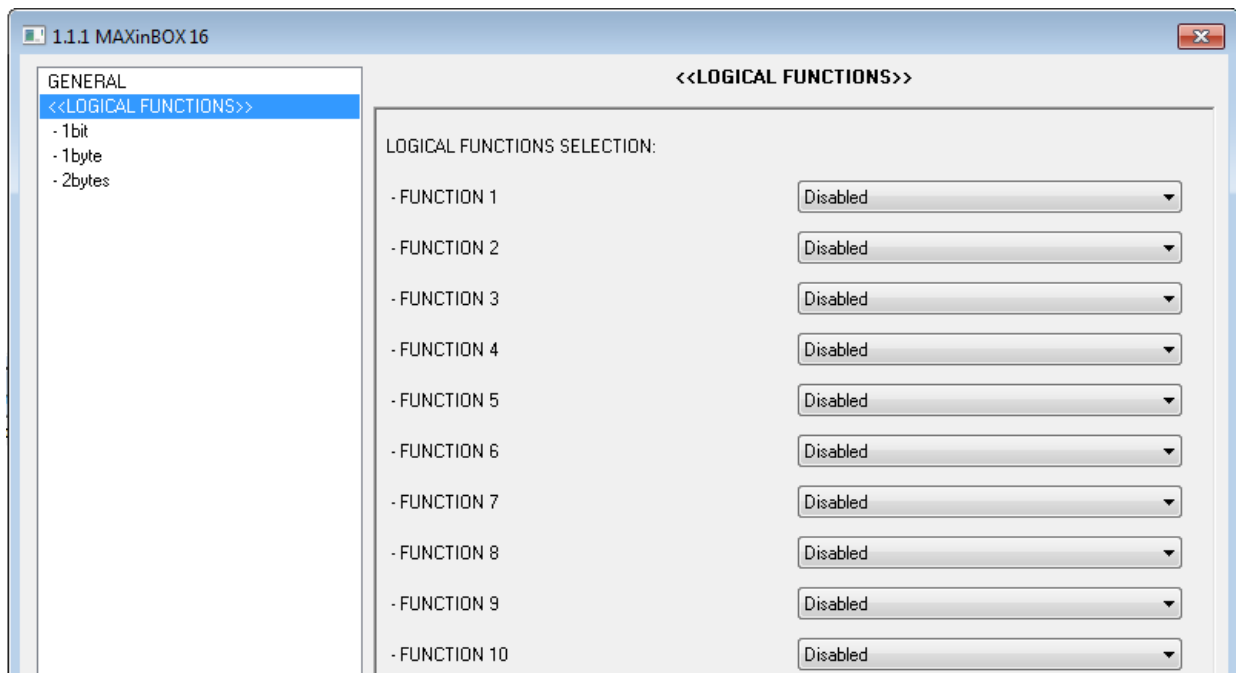 1.1.1 MAXinBOX 16
GENERAL
<<LOGICAL FUNCTIONS>>
- 1bit
- 1byte
- 2bytes
<<LOGICAL FUNCTIONS>>
LOGICAL FUNCTIONS SELECTION:
- FUNCTION 1 Disabled
- FUNCTION 2 Disabled
- FUNCTION 3 Disabled
- FUNCTION 4 Disabled
- FUNCTION 5 Disabled
- FUNCTION 6 Disabled
- FUNCTION 7 Disabled
- FUNCTION 8 Disabled
- FUNCTION 9 Disabled
- FUNCTION 10 Disabled